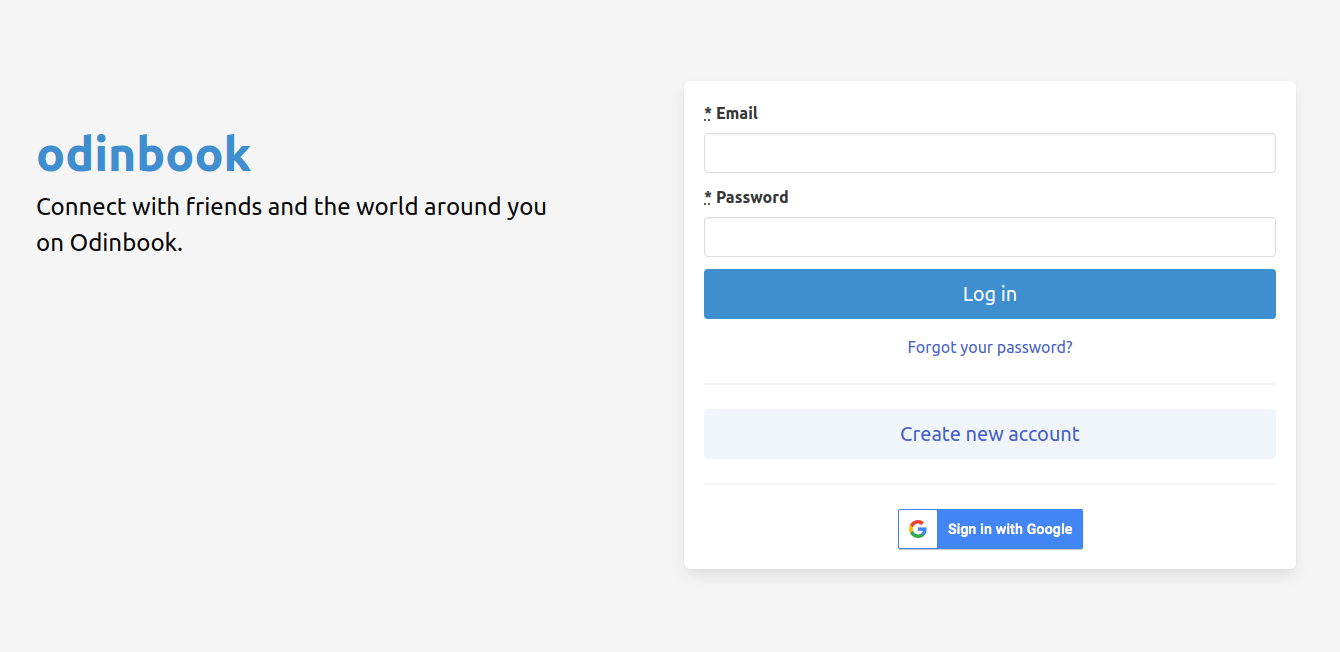 odinbook
Connect with friends and the world around you
on Odinbook.
* Email
* Password
Log in
Forgot your password?
Create new account
Sign in with Google